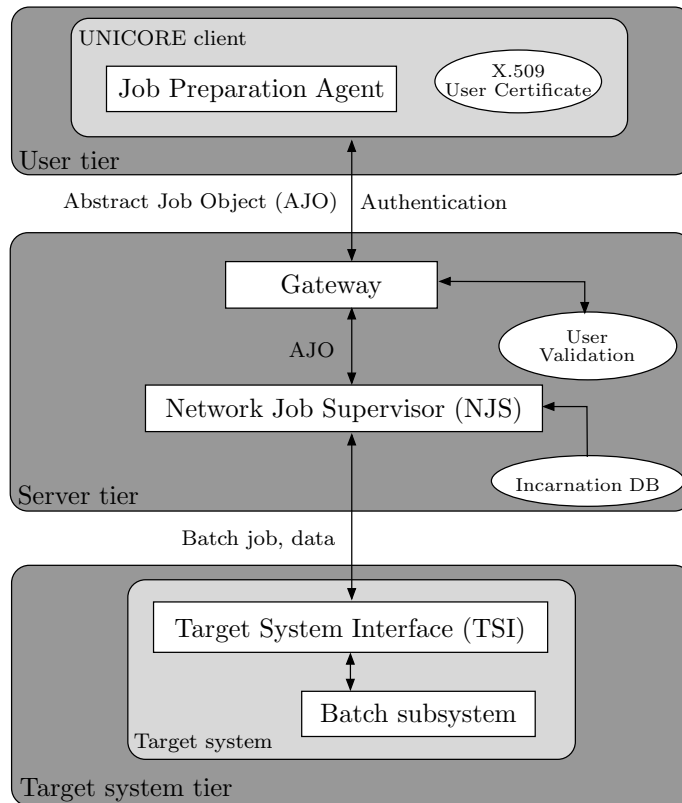 UNICORE client
Job Preparation Agent
X.509
User Certificate
User tier
Abstract Job Object (AJO)
Authentication
Gateway
User
Validation
AJO
Network Job Supervisor (NJS)
Incarnation DB
Server tier
Batch job, data
Target System Interface (TSI)
Batch subsystem
Target system
Target system tier